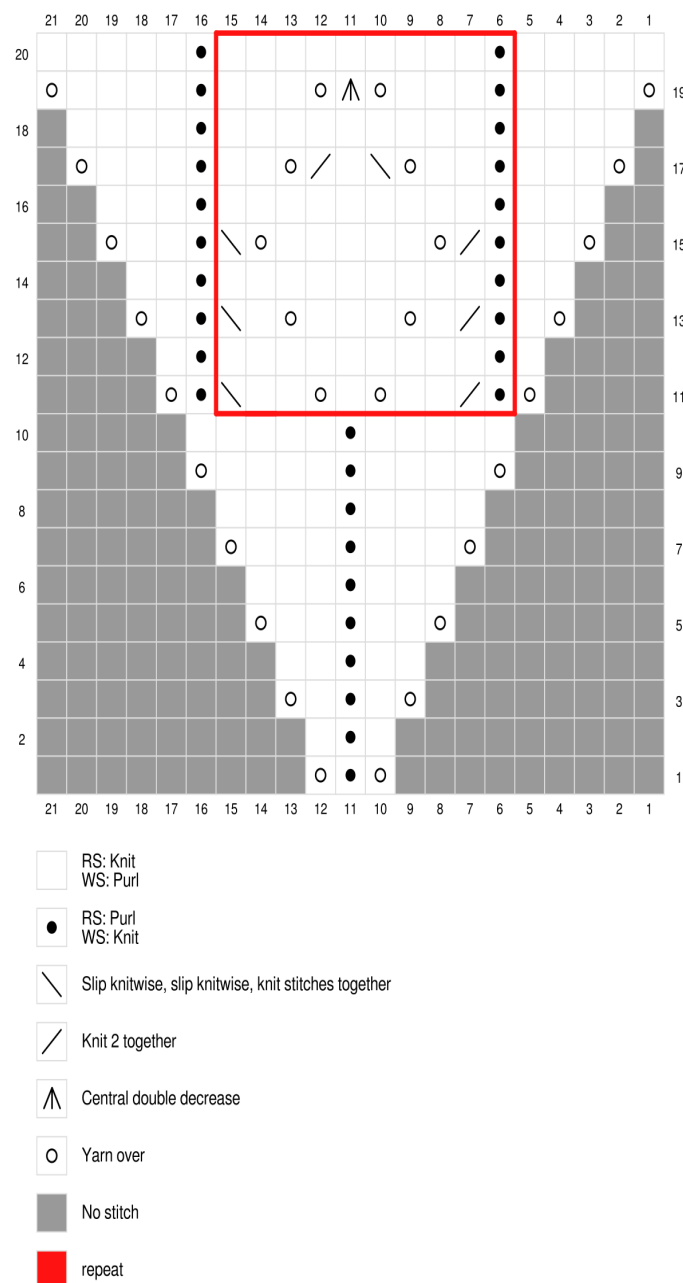 21 20 19 18 17 16 15 14 13 12 11 10 9 8 7 6 5 4 3 2 1
20
19
18
17
16
15
14
13
12
11
10
9
8
7
6
5
4
3
2
1
21 20 19 18 17 16 15 14 13 12 11 10 9 8 7 6 5 4 3 2 1
RS: Knit
WS: Purl
RS: Purl
WS: Knit
Slip knitwise, slip knitwise, knit stitches together
Knit 2 together
Central double decrease
Yarn over
No stitch
repeat